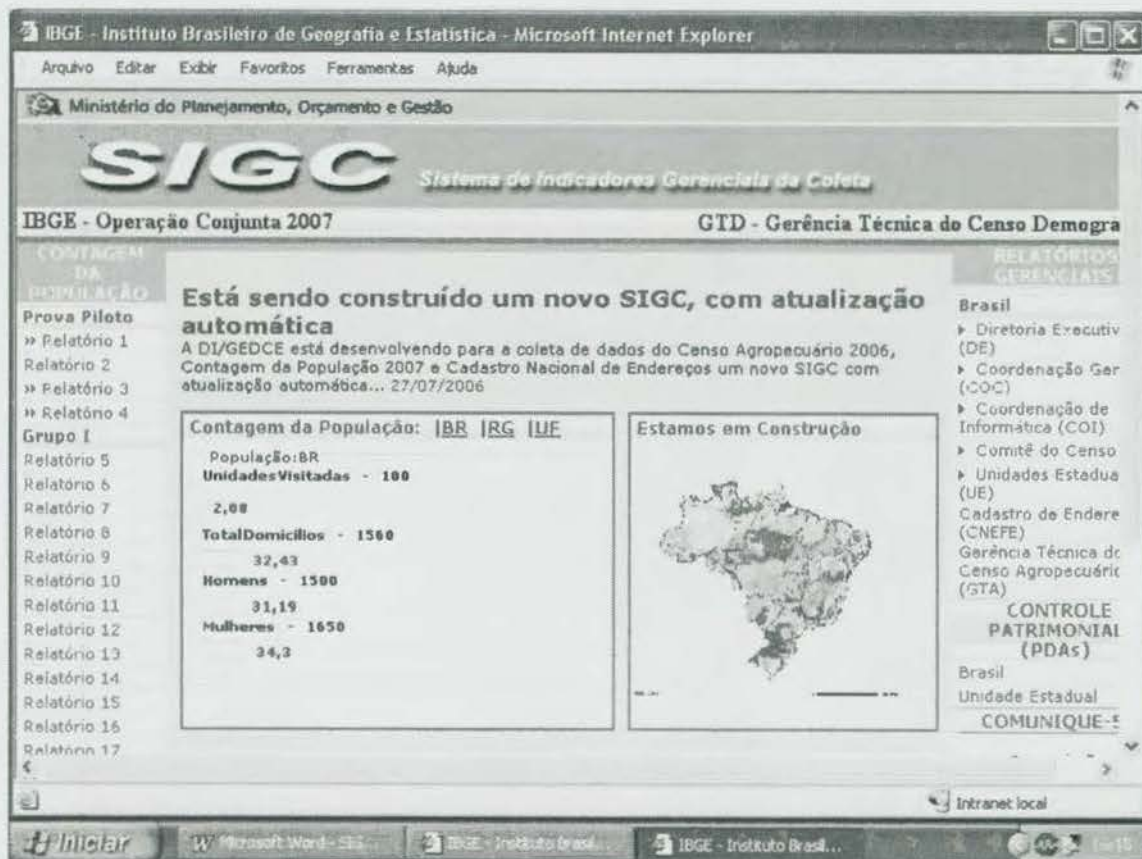 IBGE - Instituto Brasileiro de Geografia e Estatística - Microsoft Internet Explorer
Arquivo Editar Exibir Favoritos Ferramentas Ajuda
Ministério do Planejamento, Orçamento e Gestão
SIGC Sistema de Indicadores Gerenciais da Coleta
IBGE - Operação Conjunta 2007 GTD - Gerência Técnica do Censo Demogra
CONTAGEM
DA
POPULAÇÃO
Prova Piloto
» Relatório 1
Relatório 2
» Relatório 3
» Relatório 4
Grupo I
Relatório 5
Relatório 6
Relatório 7
Relatório 8
Relatório 9
Relatório 10
Relatório 11
Relatório 12
Relatório 13
Relatório 14
Relatório 15
Relatório 16
Relatório 17
Está sendo construído um novo SIGC, com atualização
automática
A DI/GEDCE está desenvolvendo para a coleta de dados do Censo Agropecuário 2006,
Contagem da População 2007 e Cadastro Nacional de Endereços um novo SIGC com
atualização automática... 27/07/2006
Contagem da População: |BR |RG |UF
População:BR
UnidadesVisitadas - 100
2,08
TotalDomicílios - 1560
32,43
Homens - 1500
31,19
Mulheres - 1650
34,3
Estamos em Construção
RELATÓRIOS
GERENCIAIS
Brasil
Diretoria Executiv
(DE)
Coordenação Ger
(COC)
Coordenação de
Informática (COI)
Comitê do Censo
Unidades Estadua
(UE)
Cadastro de Endere
(CNEFE)
Gerência Técnica do
Censo Agropecuáric
(GTA)
CONTROLE
PATRIMONIAL
(PDAs)
Brasil
Unidade Estadual
COMUNIQUE-S
Intranet local
Iniciar Microsoft Word - IBGE - Instituto Brasil... IBGE - Instituto Brasil...